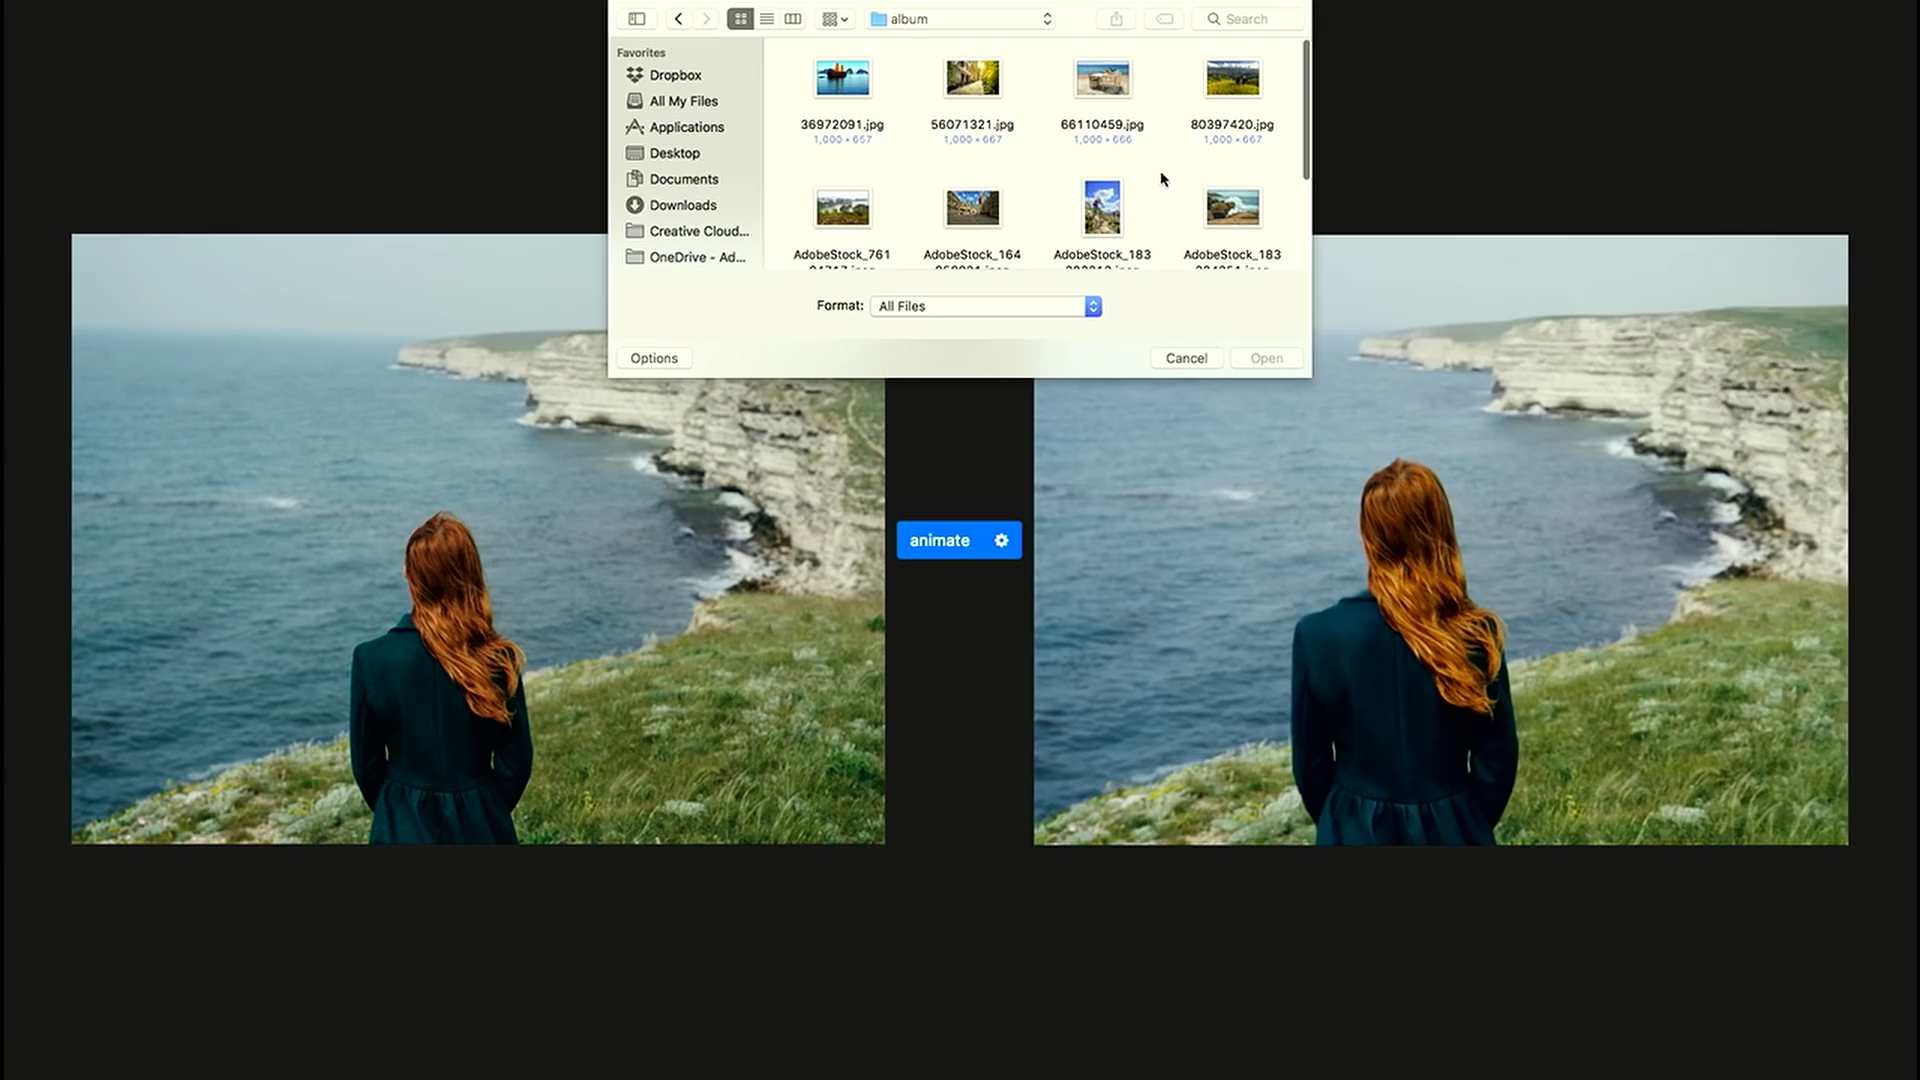 album
Search
Favorites
Dropbox
All My Files
Applications
Desktop
Documents
Downloads
Creative Cloud...
OneDrive - Ad...
36972091.jpg
1,000 × 657
56071321.jpg
1,000 × 667
66110459.jpg
1,000 × 666
80397420.jpg
1,000 × 667
AdobeStock_761
AdobeStock_164
AdobeStock_183
AdobeStock_183
Format:
All Files
Options
Cancel
Open
animate